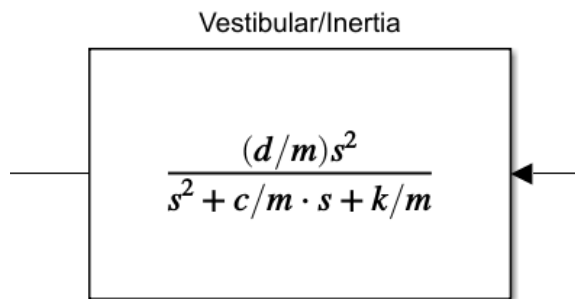 Vestibular/Inertia
(d/m)s²
s² + c/m · s + k/m